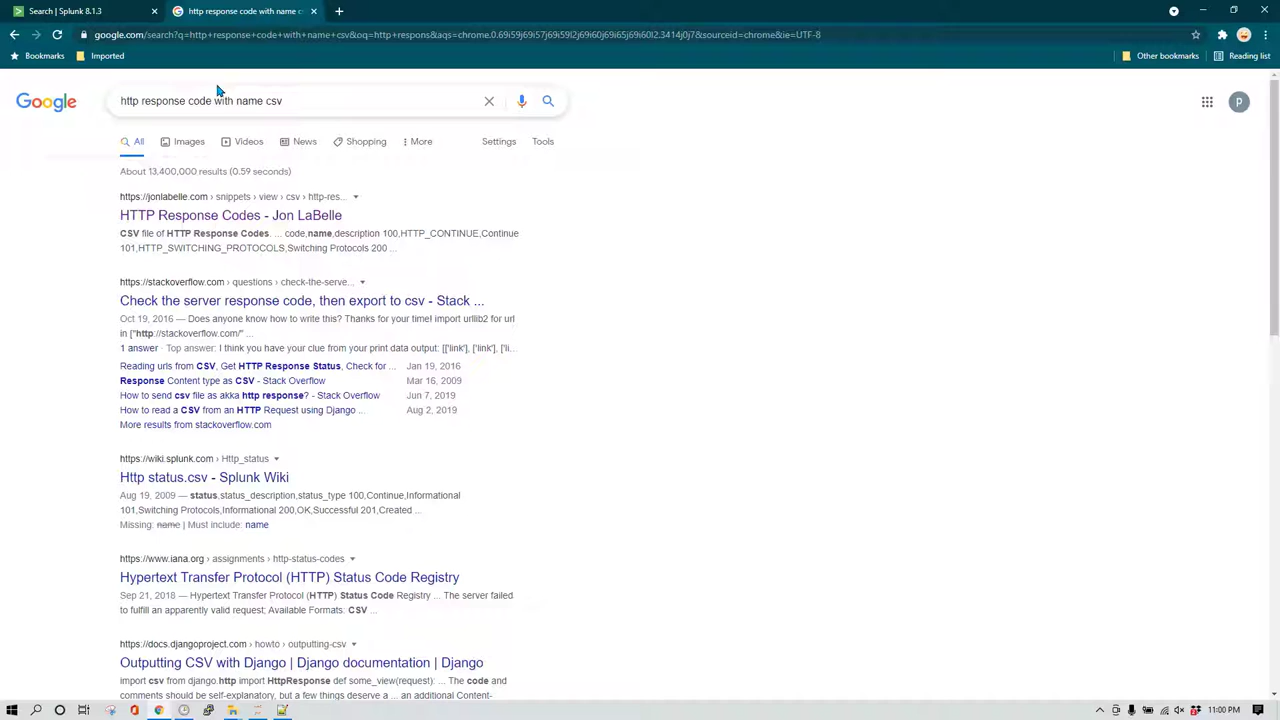 Search | Splunk 8.1.3
http response code with name c
google.com/search?q=http+response+code+with+name+csv&oq=http+respons&aqs=chrome.0.69i59j69i57j69i59l2j69i60j69i65j69i60l2.3414j0j7&sourceid=chrome&ie=UTF-8
Bookmarks
Imported
Other bookmarks
Reading list
Google
http response code with name csv
p
All
Images
Videos
News
Shopping
More
Settings
Tools
About 13,400,000 results (0.59 seconds)
https://jonlabelle.com › snippets › view › csv › http-res...
HTTP Response Codes - Jon LaBelle
CSV file of HTTP Response Codes. ... code,name,description 100,HTTP_CONTINUE,Continue
101,HTTP_SWITCHING_PROTOCOLS,Switching Protocols 200 ...
https://stackoverflow.com › questions › check-the-serve...
Check the server response code, then export to csv - Stack ...
Oct 19, 2016 — Does anyone know how to write this? Thanks for your time! import urllib2 for url
in ["http://stackoverflow.com/" ...
1 answer · Top answer: I think you have your clue from your print data output: [['link'], ['link'], ['li...
Reading urls from CSV, Get HTTP Response Status, Check for ... Jan 19, 2016
Response Content type as CSV - Stack Overflow Mar 16, 2009
How to send csv file as akka http response? - Stack Overflow Jun 7, 2019
How to read a CSV from an HTTP Request using Django ... Aug 2, 2019
More results from stackoverflow.com
https://wiki.splunk.com › Http_status
Http status.csv - Splunk Wiki
Aug 19, 2009 — status,status_description,status_type 100,Continue,Informational
101,Switching Protocols,Informational 200,OK,Successful 201,Created ...
Missing: name | Must include: name
https://www.iana.org › assignments › http-status-codes
Hypertext Transfer Protocol (HTTP) Status Code Registry
Sep 21, 2018 — Hypertext Transfer Protocol (HTTP) Status Code Registry ... The server failed
to fulfill an apparently valid request; Available Formats: CSV ...
https://docs.djangoproject.com › howto › outputting-csv
Outputting CSV with Django | Django documentation | Django
import csv from django.http import HttpResponse def some_view(request): ... The code and
comments should be self-explanatory, but a few things deserve a ... an additional Content-
11:00 PM